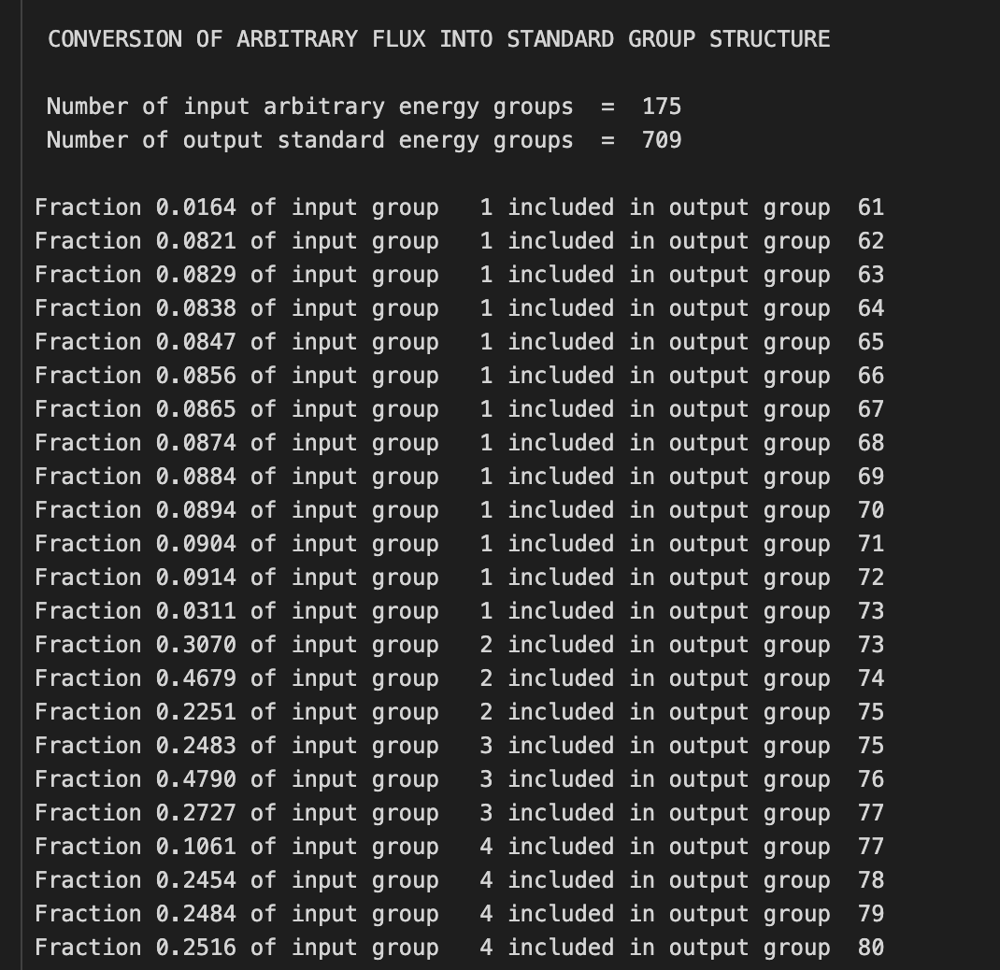 CONVERSION OF ARBITRARY FLUX INTO STANDARD GROUP STRUCTURE
Number of input arbitrary energy groups  =  175
Number of output standard energy groups  =  709
Fraction 0.0164 of input group   1 included in output group  61
Fraction 0.0821 of input group   1 included in output group  62
Fraction 0.0829 of input group   1 included in output group  63
Fraction 0.0838 of input group   1 included in output group  64
Fraction 0.0847 of input group   1 included in output group  65
Fraction 0.0856 of input group   1 included in output group  66
Fraction 0.0865 of input group   1 included in output group  67
Fraction 0.0874 of input group   1 included in output group  68
Fraction 0.0884 of input group   1 included in output group  69
Fraction 0.0894 of input group   1 included in output group  70
Fraction 0.0904 of input group   1 included in output group  71
Fraction 0.0914 of input group   1 included in output group  72
Fraction 0.0311 of input group   1 included in output group  73
Fraction 0.3070 of input group   2 included in output group  73
Fraction 0.4679 of input group   2 included in output group  74
Fraction 0.2251 of input group   2 included in output group  75
Fraction 0.2483 of input group   3 included in output group  75
Fraction 0.4790 of input group   3 included in output group  76
Fraction 0.2727 of input group   3 included in output group  77
Fraction 0.1061 of input group   4 included in output group  77
Fraction 0.2454 of input group   4 included in output group  78
Fraction 0.2484 of input group   4 included in output group  79
Fraction 0.2516 of input group   4 included in output group  80